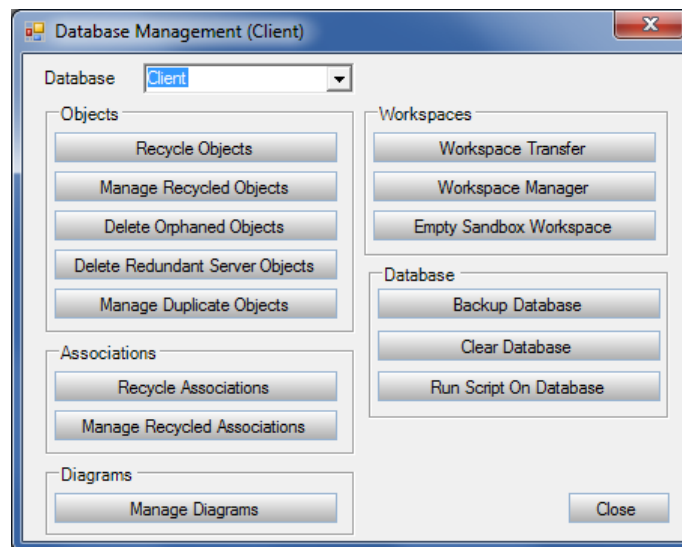 Database Management (Client)
Database Client
Objects
Recycle Objects
Manage Recycled Objects
Delete Orphaned Objects
Delete Redundant Server Objects
Manage Duplicate Objects
Associations
Recycle Associations
Manage Recycled Associations
Diagrams
Manage Diagrams
Workspaces
Workspace Transfer
Workspace Manager
Empty Sandbox Workspace
Database
Backup Database
Clear Database
Run Script On Database
Close